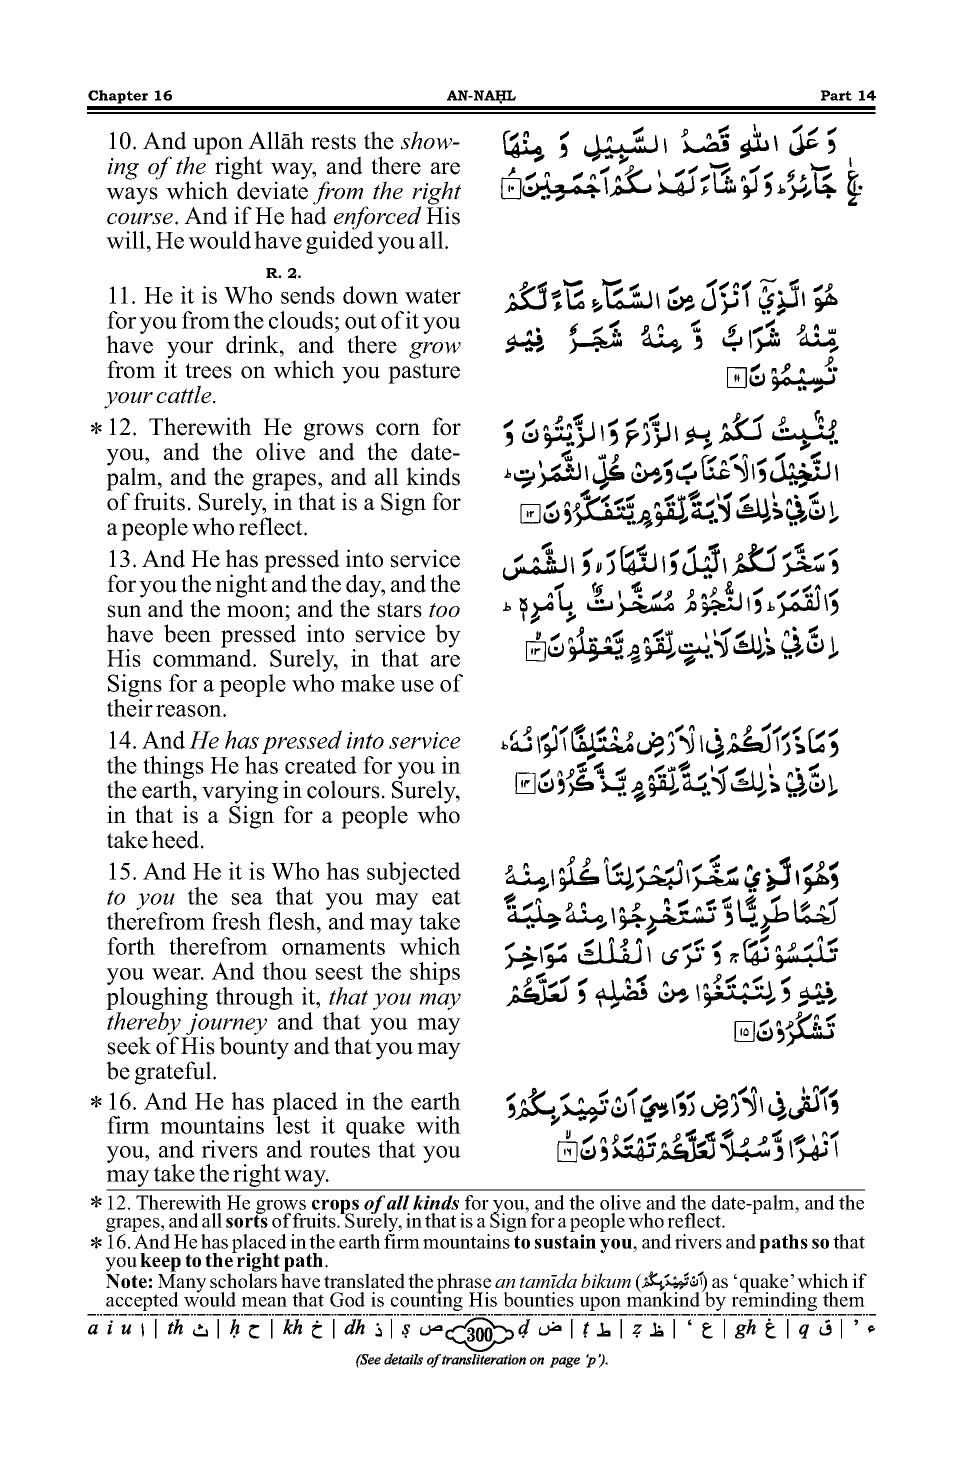 Chapter 16 AN-NAḤL Part 14
10. And upon Allāh rests the show-
ing of the right way, and there are
ways which deviate from the right
course. And if He had enforced His
will, He would have guided you all.
وَ عَلَى اللّٰهِ قَصْدُ السَّبِيْلِ وَ مِنْهَا
جَآئِرٌ ؕ وَ لَوْ شَآءَ لَهَدٰىكُمْ اَجْمَعِيْنَ ۱۰
R. 2.
11. He it is Who sends down water
for you from the clouds; out of it you
have your drink, and there grow
from it trees on which you pasture
your cattle.
هُوَ الَّذِيْۤ اَنْزَلَ مِنَ السَّمَآءِ مَآءً لَّكُمْ
مِّنْهُ شَرَابٌ وَّ مِنْهُ شَجَرٌ فِيْهِ
تُسِيْمُوْنَ ۱۱
*12. Therewith He grows corn for
you, and the olive and the date-
palm, and the grapes, and all kinds
of fruits. Surely, in that is a Sign for
a people who reflect.
يُنْۢبِتُ لَكُمْ بِهِ الزَّرْعَ وَ الزَّيْتُوْنَ وَ
النَّخِيْلَ وَ الْاَعْنَابَ وَ مِنْ كُلِّ الثَّمَرٰتِ ؕ
اِنَّ فِيْ ذٰلِكَ لَاٰيَةً لِّقَوْمٍ يَّتَفَكَّرُوْنَ ۱۲
13. And He has pressed into service
for you the night and the day, and the
sun and the moon; and the stars too
have been pressed into service by
His command. Surely, in that are
Signs for a people who make use of
their reason.
وَ سَخَّرَ لَكُمُ الَّيْلَ وَ النَّهَارَ ۙ وَ الشَّمْسَ
وَ الْقَمَرَ ؕ وَ النُّجُوْمُ مُسَخَّرٰتٌۢ بِاَمْرِهٖ ؕ
اِنَّ فِيْ ذٰلِكَ لَاٰيٰتٍ لِّقَوْمٍ يَّعْقِلُوْنَ ۱۳
14. And He has pressed into service
the things He has created for you in
the earth, varying in colours. Surely,
in that is a Sign for a people who
take heed.
وَ مَا ذَرَاَ لَكُمْ فِي الْاَرْضِ مُخْتَلِفًا اَلْوَانُهٗ ؕ
اِنَّ فِيْ ذٰلِكَ لَاٰيَةً لِّقَوْمٍ يَّذَّكَّرُوْنَ ۱۴
15. And He it is Who has subjected
to you the sea that you may eat
therefrom fresh flesh, and may take
forth therefrom ornaments which
you wear. And thou seest the ships
ploughing through it, that you may
thereby journey and that you may
seek of His bounty and that you may
be grateful.
وَ هُوَ الَّذِيْ سَخَّرَ الْبَحْرَ لِتَاْكُلُوْا مِنْهُ
لَحْمًا طَرِيًّا وَّ تَسْتَخْرِجُوْا مِنْهُ حِلْيَةً
تَلْبَسُوْنَهَا ۚ وَ تَرَى الْفُلْكَ مَوَاخِرَ
فِيْهِ وَ لِتَبْتَغُوْا مِنْ فَضْلِهٖ وَ لَعَلَّكُمْ
تَشْكُرُوْنَ ۱۵
*16. And He has placed in the earth
firm mountains lest it quake with
you, and rivers and routes that you
may take the right way.
وَ اَلْقٰى فِي الْاَرْضِ رَوَاسِيَ اَنْ تَمِيْدَ بِكُمْ وَ
اَنْهٰرًا وَّ سُبُلًا لَّعَلَّكُمْ تَهْتَدُوْنَ ۱۶
*12. Therewith He grows crops of all kinds for you, and the olive and the date-palm, and the
grapes, and all sorts of fruits. Surely, in that is a Sign for a people who reflect.
*16. And He has placed in the earth firm mountains to sustain you, and rivers and paths so that
you keep to the right path.
Note: Many scholars have translated the phrase an tamīda bikum (اَنْ تَمِيْدَ بِكُمْ) as ‘quake’ which if
accepted would mean that God is counting His bounties upon mankind by reminding them
a i u ا | th ث | ḥ ح | kh خ | dh ذ | ṣ ص 300 ḍ ض | ṭ ط | ẓ ظ | ‘ ع | gh غ | q ق | ’ ء
(See details of transliteration on page ‘p’).